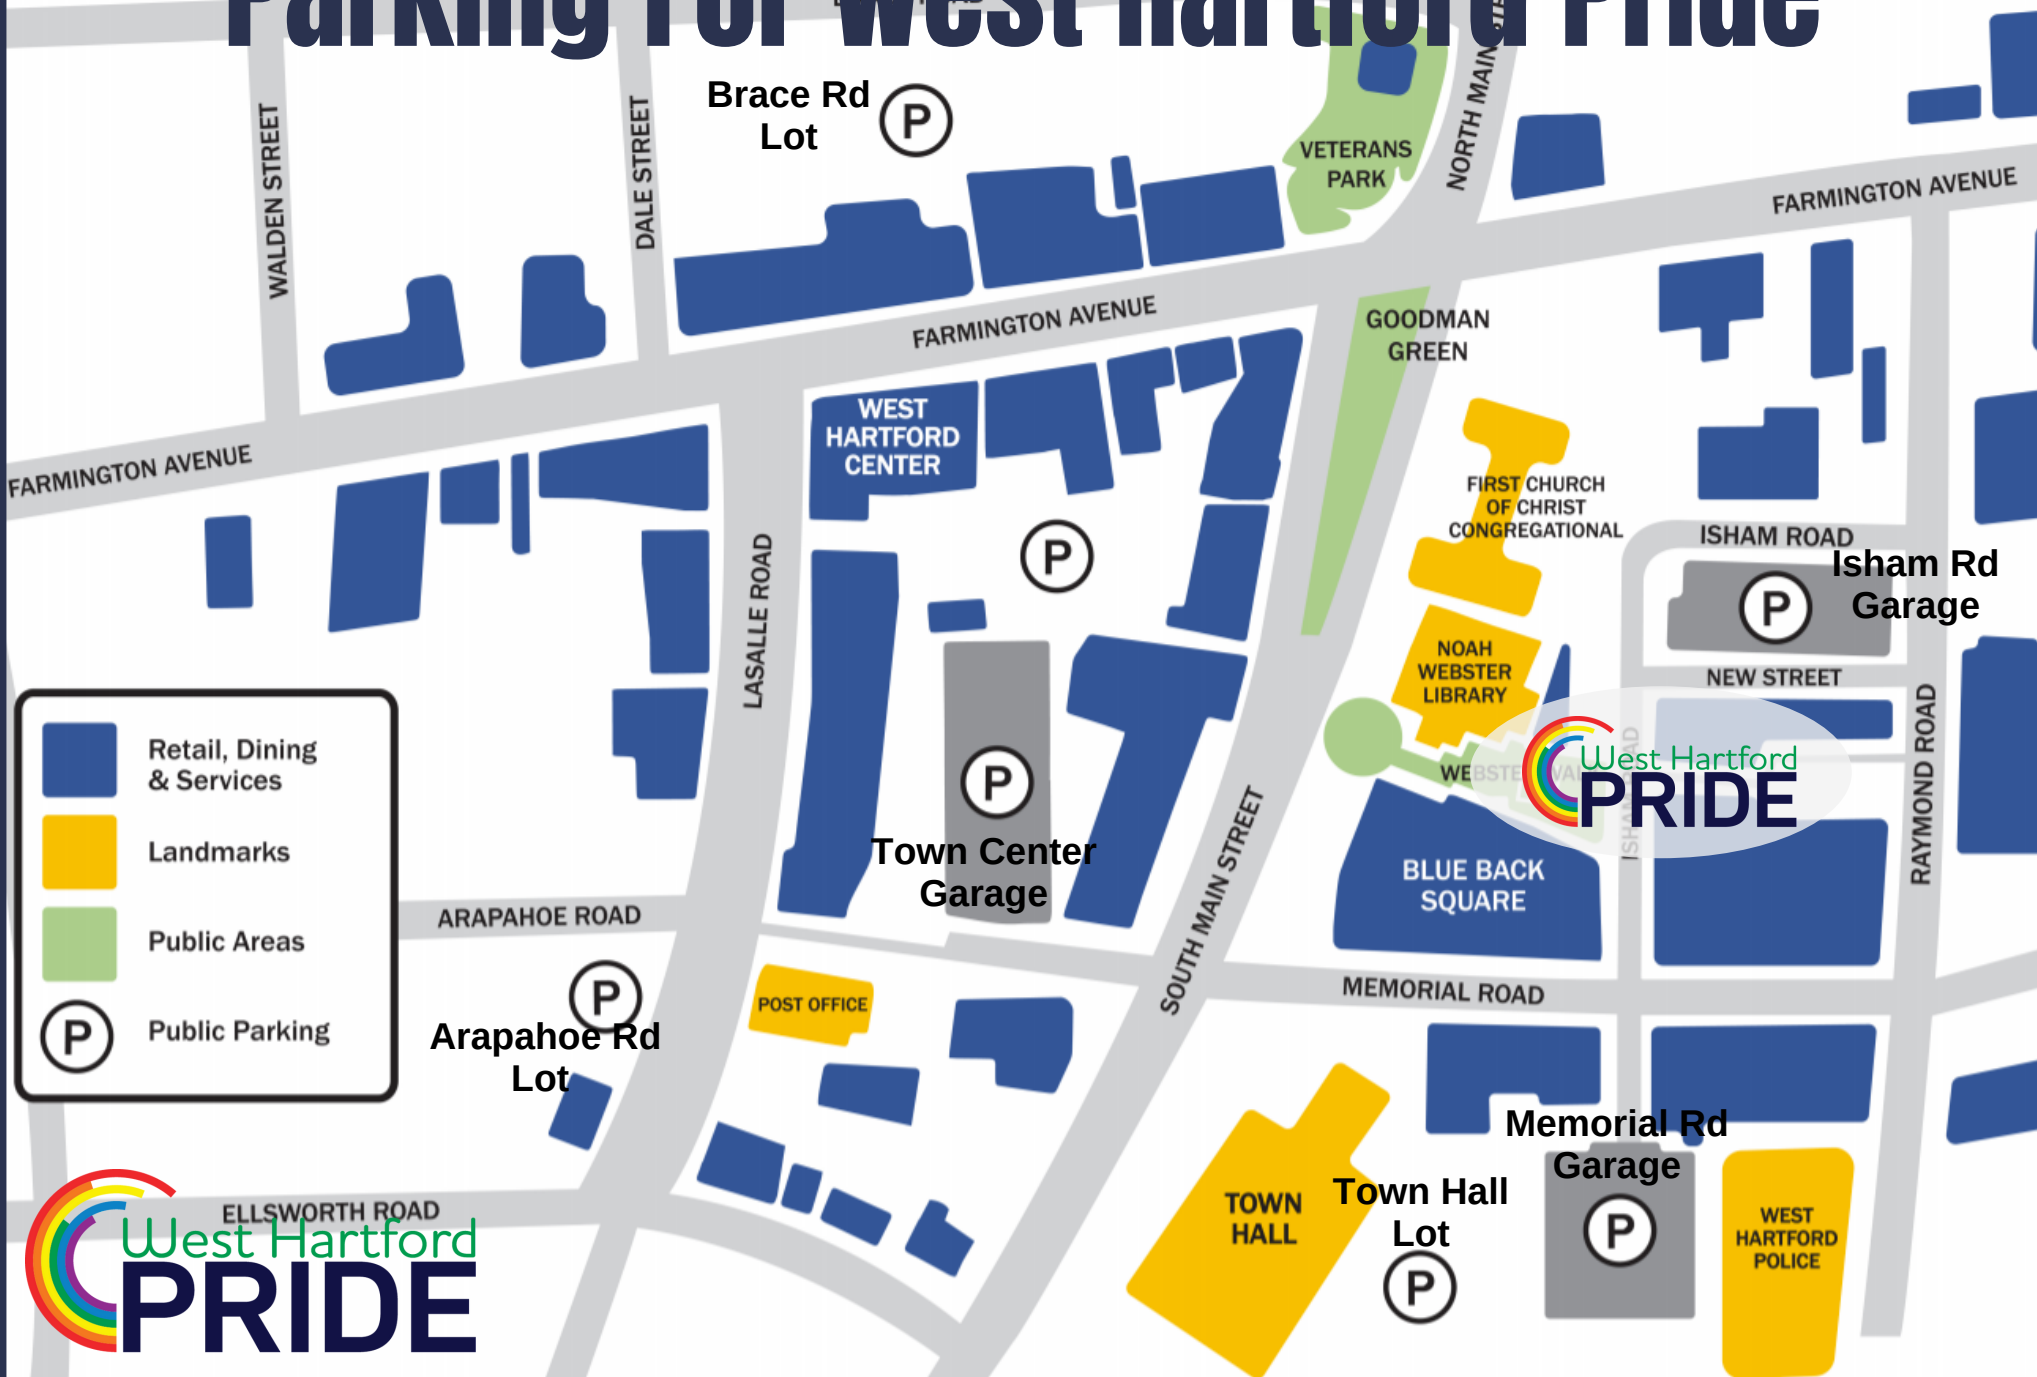 Parking For West Hartford Pride
Brace Rd
Lot
P
WALDEN STREET
DALE STREET
VETERANS
PARK
NORTH MAIN
FARMINGTON AVENUE
FARMINGTON AVENUE
GOODMAN
GREEN
FARMINGTON AVENUE
WEST
HARTFORD
CENTER
P
LASALLE ROAD
FIRST CHURCH
OF CHRIST
CONGREGATIONAL
ISHAM ROAD
Isham Rd
Garage
P
NOAH
WEBSTER
LIBRARY
NEW STREET
RAYMOND ROAD
West Hartford
PRIDE
ISHAM ROAD
Retail, Dining
& Services
Landmarks
Public Areas
P
Public Parking
P
Town Center
Garage
SOUTH MAIN STREET
BLUE BACK
SQUARE
ARAPAHOE ROAD
P
Arapahoe Rd
Lot
POST OFFICE
MEMORIAL ROAD
Memorial Rd
Garage
P
TOWN
HALL
Town Hall
Lot
P
WEST
HARTFORD
POLICE
ELLSWORTH ROAD
West Hartford
PRIDE